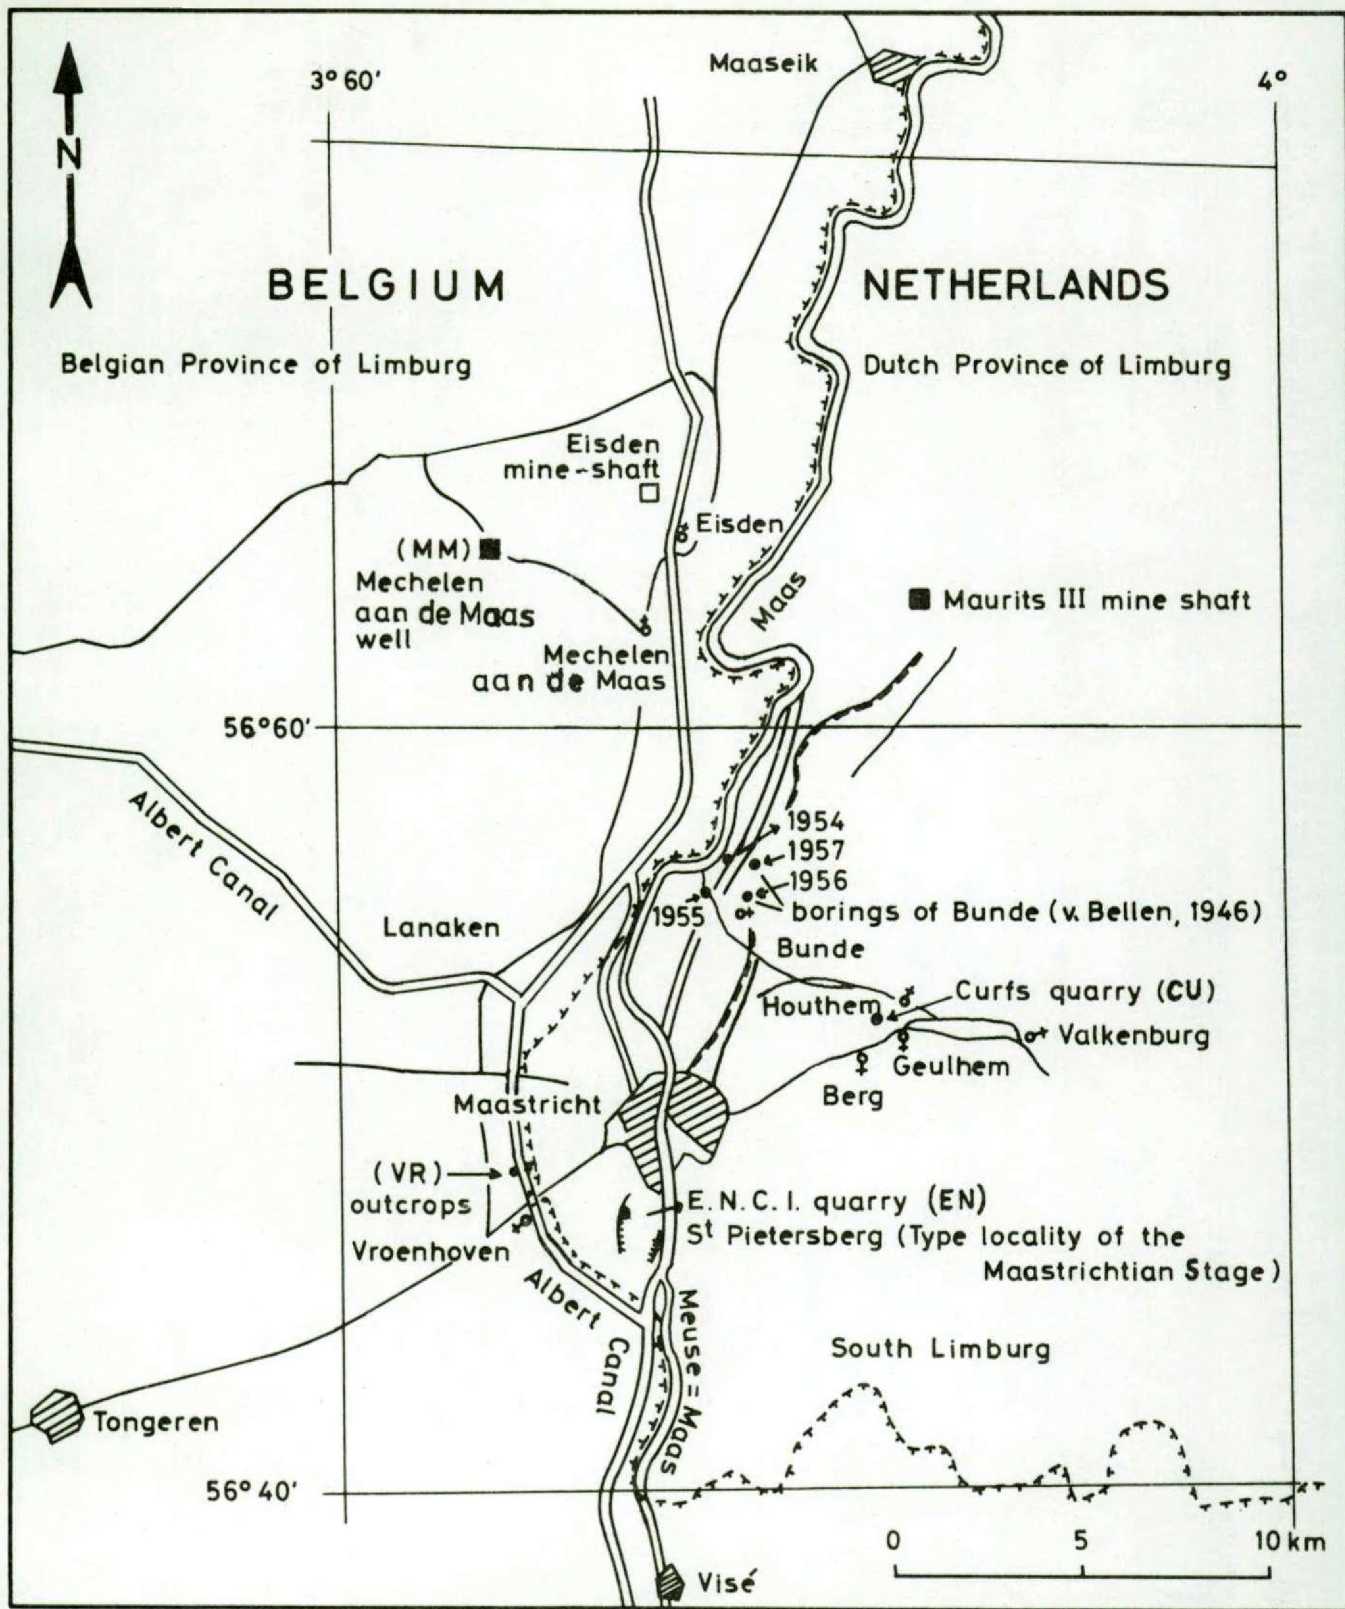 Maaseik
3°60'
4°
N
BELGIUM
NETHERLANDS
Belgian Province of Limburg
Dutch Province of Limburg
Eisden
mine-shaft
Eisden
(MM)
Mechelen
aan de Maas
well
Maas
Maurits III mine shaft
Mechelen
aan de Maas
56°60'
Albert Canal
1954
1957
1956
1955
borings of Bunde (v. Bellen, 1946)
Lanaken
Bunde
Houthem
Curfs quarry (CU)
Valkenburg
Geulhem
Berg
Maastricht
(VR)
outcrops
Vroenhoven
E.N.C.I. quarry (EN)
St Pietersberg (Type locality of the
Maastrichtian Stage)
Albert
Canal
Meuse = Maas
South Limburg
Tongeren
56°40'
0 5 10 km
Visé